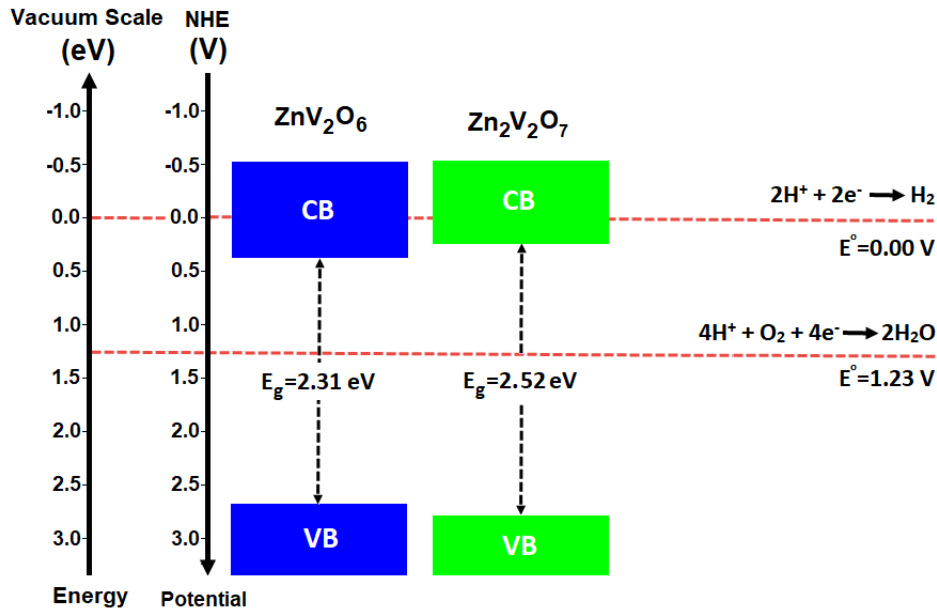 Vacuum Scale NHE
(eV) (V)
ZnV₂O₆ Zn₂V₂O₇
-1.0 -1.0
-0.5 -0.5
CB CB
2H⁺ + 2e⁻ → H₂
0.0 0.0
E°=0.00 V
0.5 0.5
1.0 1.0
4H⁺ + O₂ + 4e⁻ → 2H₂O
1.5 1.5
E_g=2.31 eV E_g=2.52 eV
E°=1.23 V
2.0 2.0
2.5 2.5
3.0 3.0
VB VB
Energy Potential